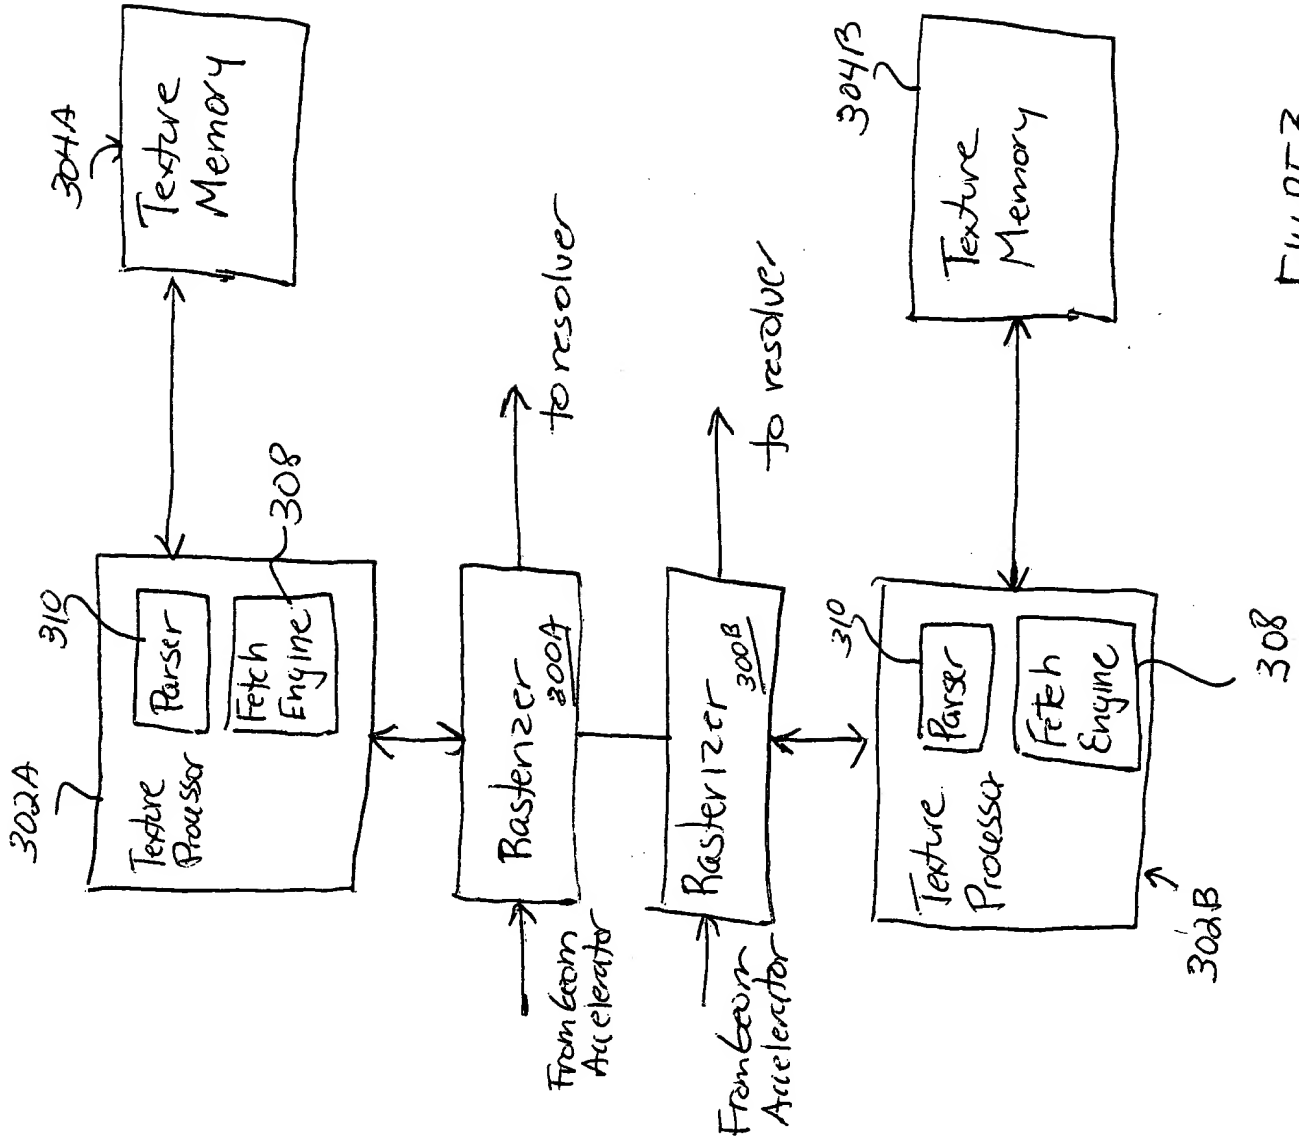 304A
Texture
Memory
302A
310
Parser
Fetch
Engine
308
Texture
to resolver
Rasterizer
300A
From Geom
Accelerator
to resolver
Rasterizer
300B
From Geom
Accelerator
304B
Texture
Memory
310
Parser
Fetch
Engine
308
Texture
Processor
302B